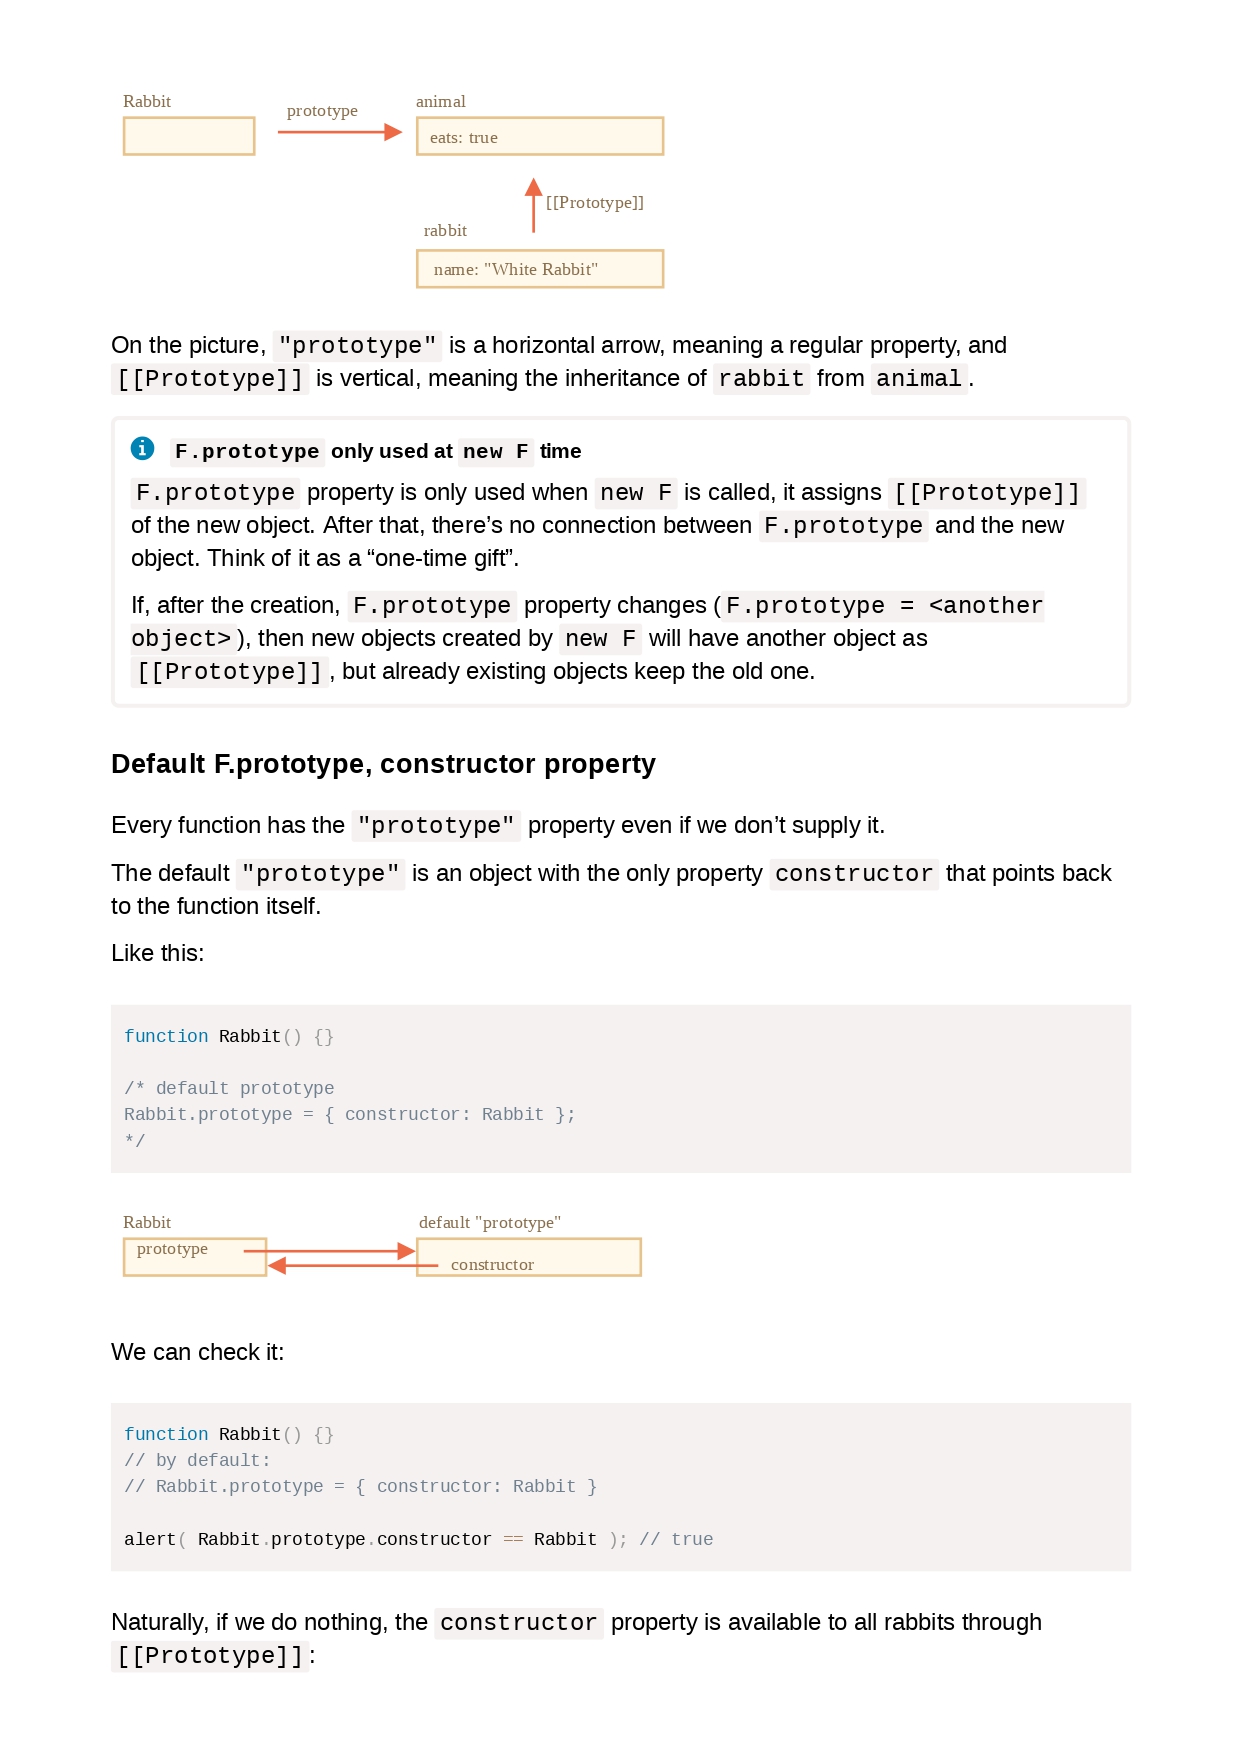 Rabbit
prototype
animal
eats: true
[[Prototype]]
rabbit
name: "White Rabbit"
On the picture, "prototype" is a horizontal arrow, meaning a regular property, and
[[Prototype]] is vertical, meaning the inheritance of rabbit from animal.
F.prototype only used at new F time
F.prototype property is only used when new F is called, it assigns [[Prototype]]
of the new object. After that, there’s no connection between F.prototype and the new
object. Think of it as a “one-time gift”.
If, after the creation, F.prototype property changes (F.prototype = <another
object>), then new objects created by new F will have another object as
[[Prototype]], but already existing objects keep the old one.
Default F.prototype, constructor property
Every function has the "prototype" property even if we don’t supply it.
The default "prototype" is an object with the only property constructor that points back
to the function itself.
Like this:
function Rabbit() {}
/* default prototype
Rabbit.prototype = { constructor: Rabbit };
*/
Rabbit
default "prototype"
prototype
constructor
We can check it:
function Rabbit() {}
// by default:
// Rabbit.prototype = { constructor: Rabbit }
alert( Rabbit.prototype.constructor == Rabbit ); // true
Naturally, if we do nothing, the constructor property is available to all rabbits through
[[Prototype]]: